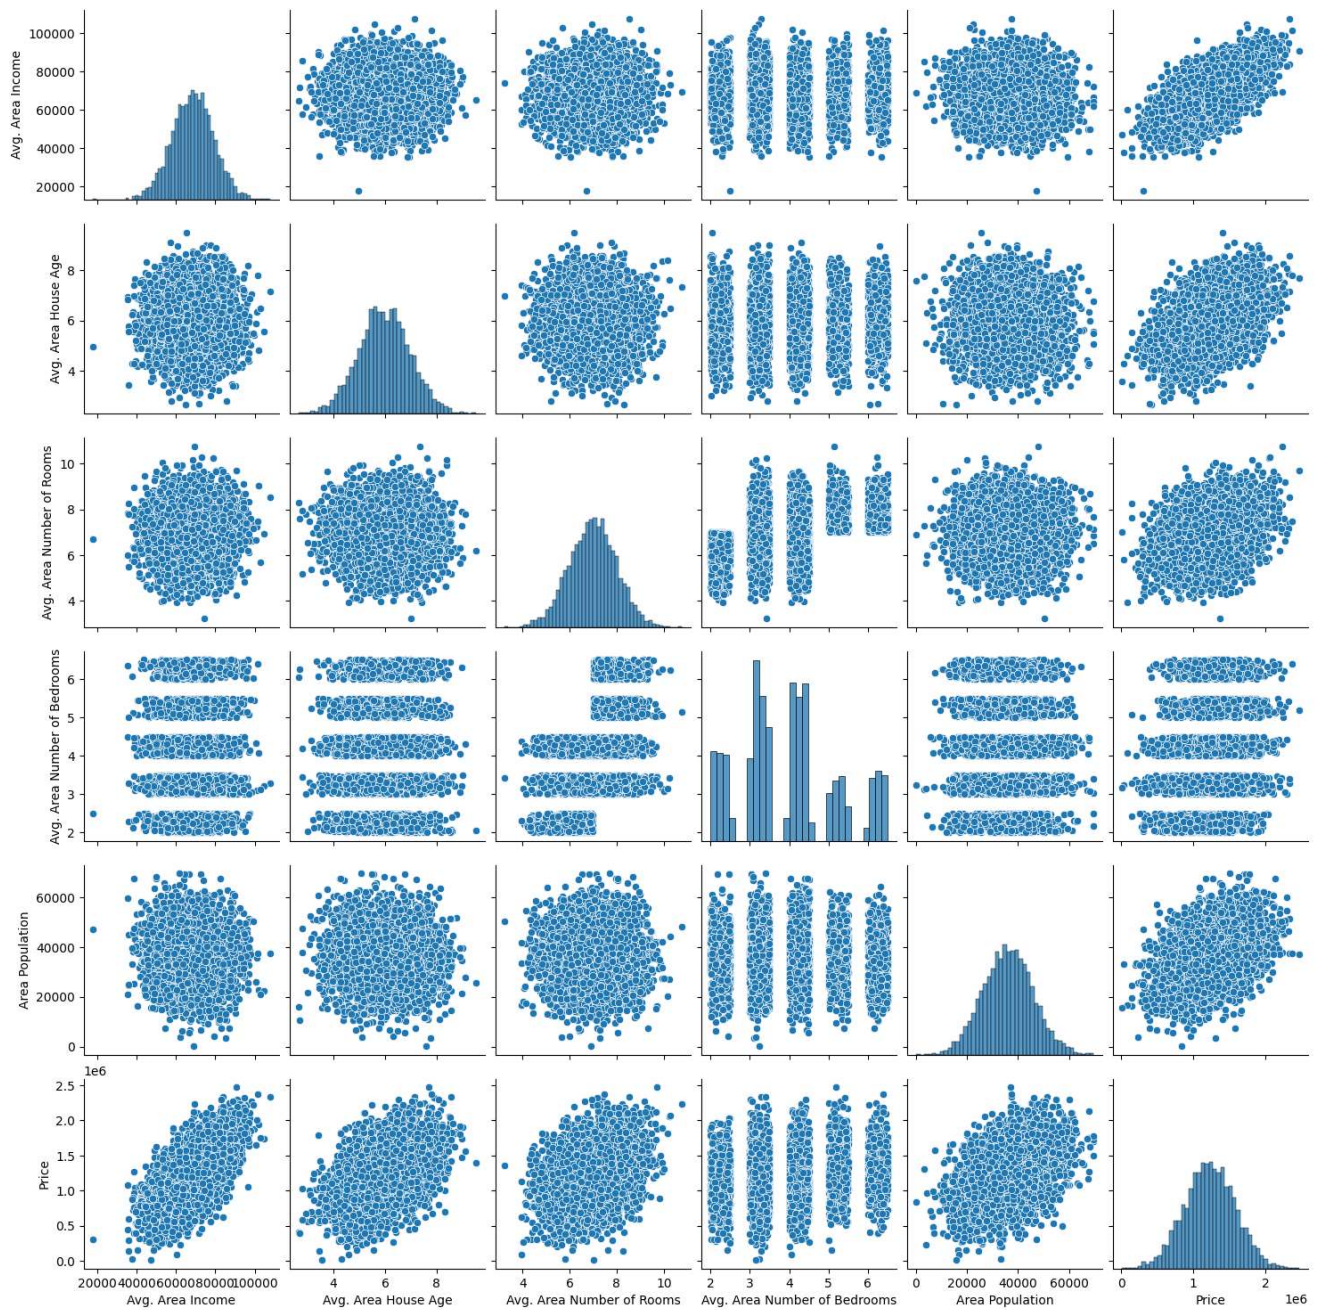 100000
80000
60000
40000
20000
Avg. Area Income
8
6
4
Avg. Area House Age
10
8
6
4
Avg. Area Number of Rooms
6
5
4
3
2
Avg. Area Number of Bedrooms
60000
40000
20000
0
Area Population
1e6
2.5
2.0
1.5
1.0
0.5
0.0
Price
20000 40000 60000 80000 100000 4 6 8 4 6 8 10 2 3 4 5 6 0 20000 40000 60000 0 1 2
1e6
Avg. Area Income Avg. Area House Age Avg. Area Number of Rooms Avg. Area Number of Bedrooms Area Population Price